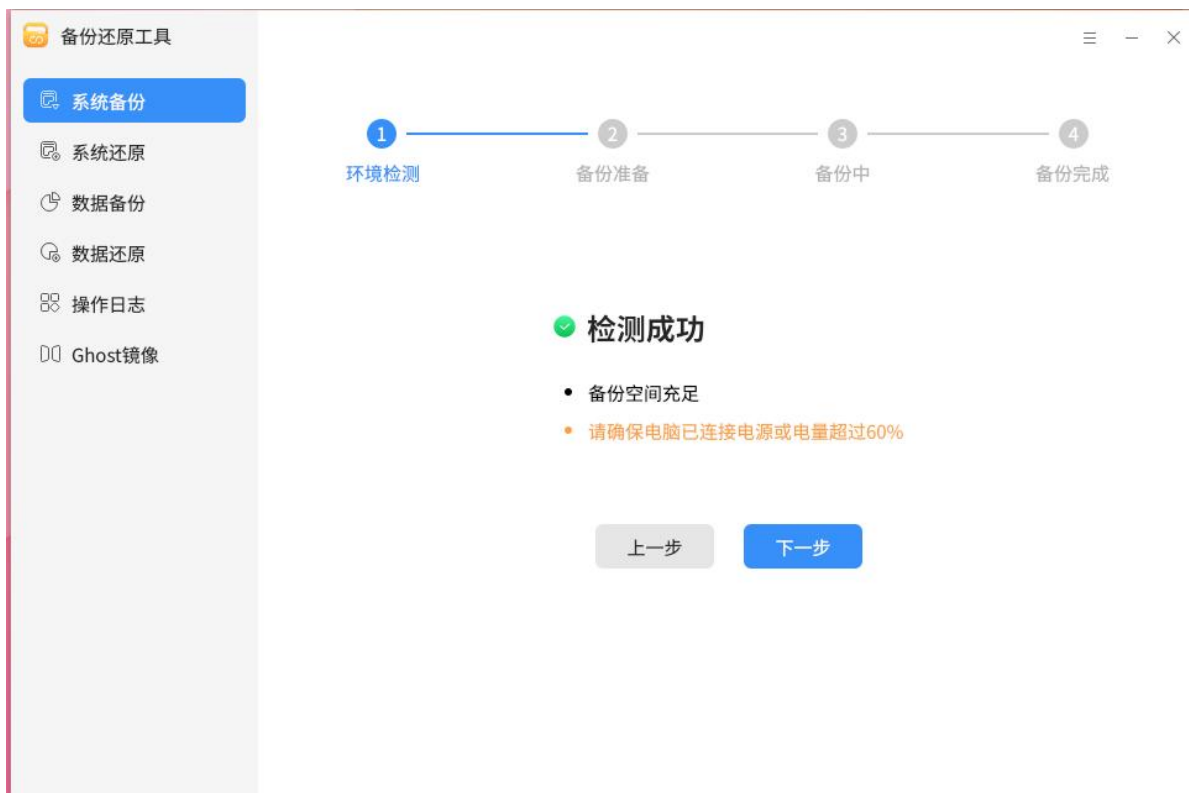 备份还原工具
系统备份
系统还原
数据备份
数据还原
操作日志
Ghost镜像
1 2 3 4
环境检测 备份准备 备份中 备份完成
检测成功
• 备份空间充足
• 请确保电脑已连接电源或电量超过60%
上一步 下一步